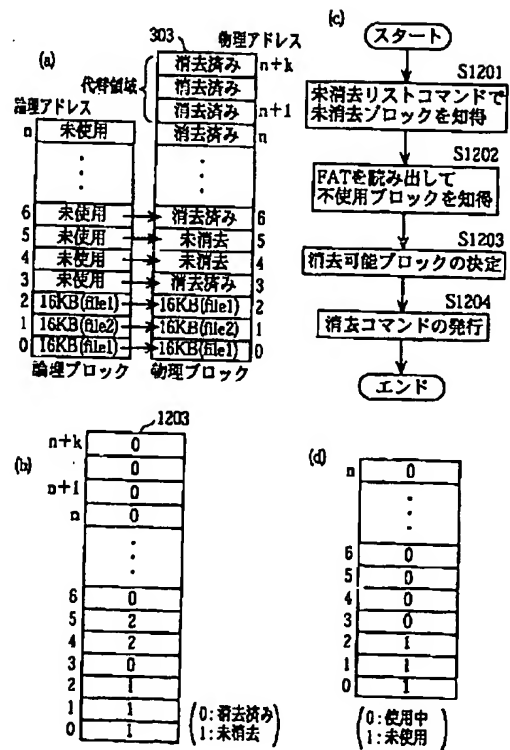 (a)
303
物理アドレス
代替領域
論理アドレス
消去済み n+k
消去済み
消去済み n+1
n 未使用 消去済み n
6 未使用 消去済み 6
5 未使用 未消去 5
4 未使用 未消去 4
3 未使用 消去済み 3
2 16KB(file1) 16KB(file1) 2
1 16KB(file2) 16KB(file2) 1
0 16KB(file1) 16KB(file1) 0
論理ブロック 物理ブロック
(c)
スタート
S1201
未消去リストコマンドで
未消去ブロックを知得
S1202
FATを読み出して
不使用ブロックを知得
S1203
消去可能ブロックの決定
S1204
消去コマンドの発行
エンド
(b)
1203
n+k 0
0
n+1 0
n 0
6 0
5 2
4 2
3 0
2 1
1 1
0 1
0:消去済み
1:未消去
(d)
n 0
6 0
5 0
4 0
3 0
2 1
1 1
0 1
0:使用中
1:未使用